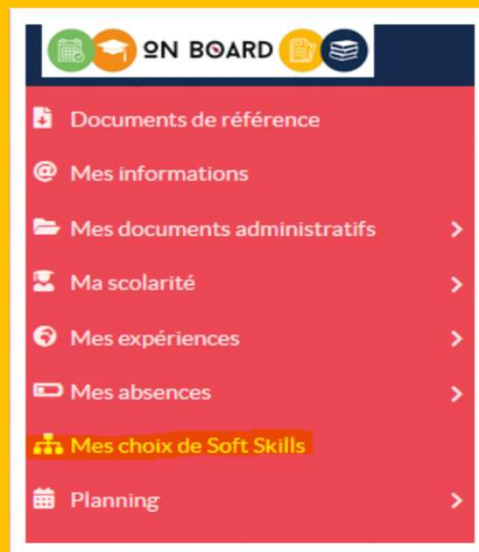 ON BOARD
Documents de référence
@ Mes informations
Mes documents administratifs
Ma scolarité
Mes expériences
Mes absences
Mes choix de Soft Skills
Planning